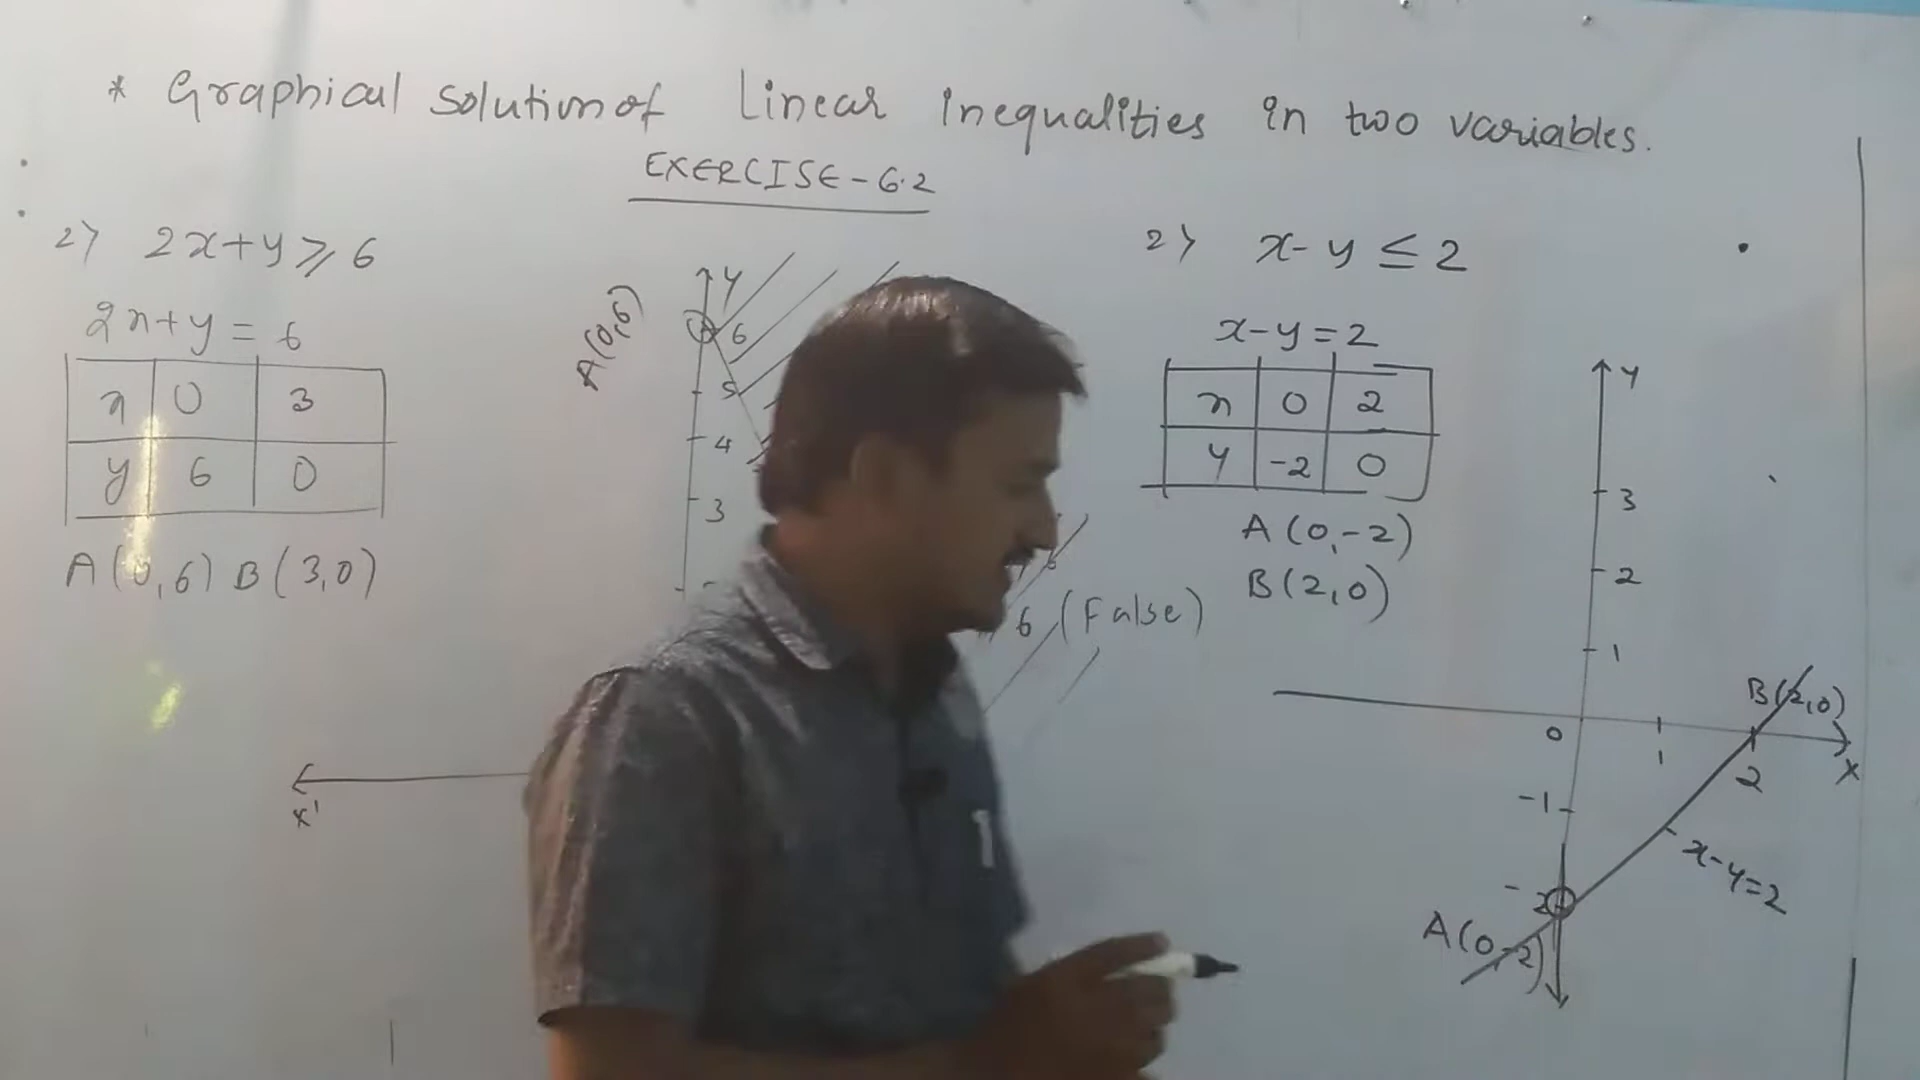 * Graphical solution of Linear Inequalities in two variables.
EXERCISE-6.2
2) 2x+y ≥ 6
2x+y = 6
x 0 3
y 6 0
A(0,6) B(3,0)
A(0,6)
Y
6
5
4
3
6 (False)
X'
2) x-y ≤ 2
x-y=2
x 0 2
y -2 0
A(0,-2)
B(2,0)
Y
3
2
1
B(2,0)
0
1
2
X
-1
x-y=2
-2
A(0,-2)